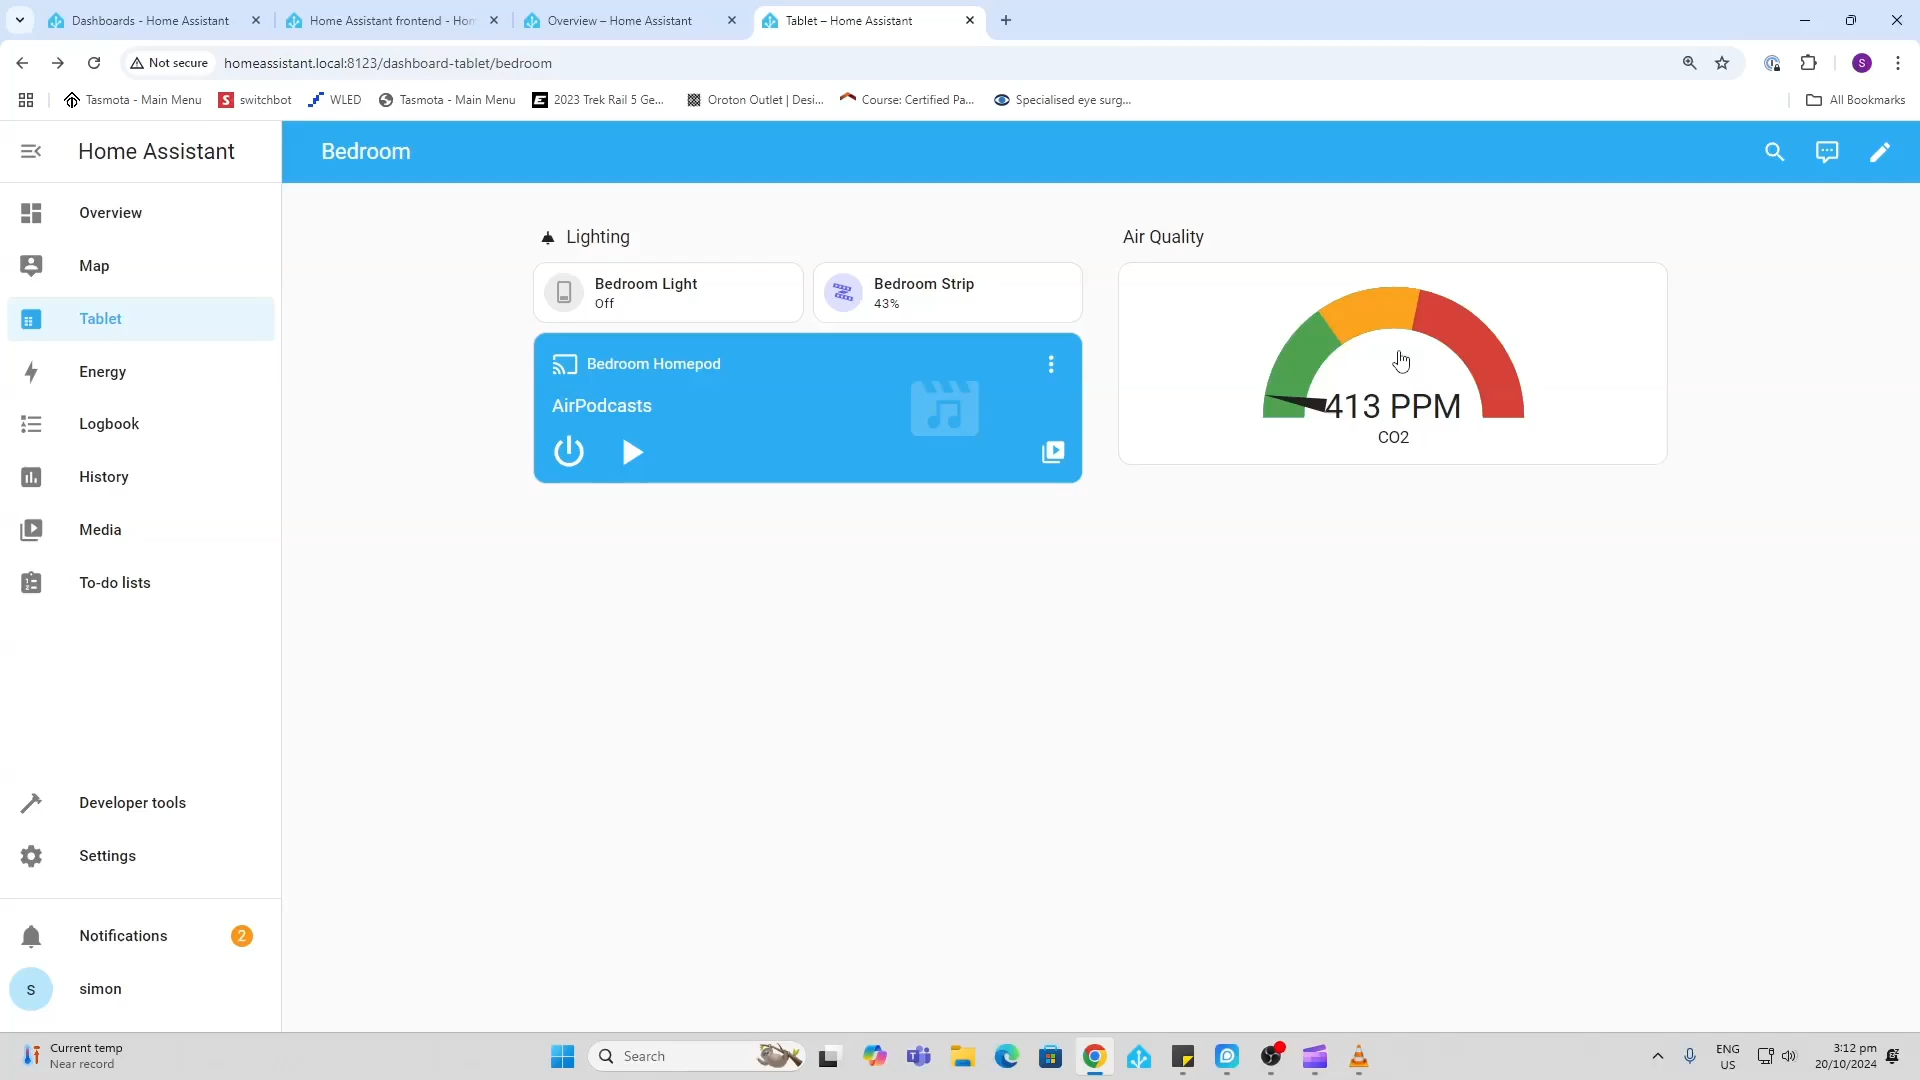 Dashboards - Home Assistant
Home Assistant frontend - Hom
Overview – Home Assistant
Tablet – Home Assistant
Not secure
homeassistant.local:8123/dashboard-tablet/bedroom
Tasmota - Main Menu
switchbot
WLED
Tasmota - Main Menu
2023 Trek Rail 5 Ge...
Oroton Outlet | Desi...
Course: Certified Pa...
Specialised eye surg...
All Bookmarks
S
Home Assistant
Bedroom
Overview
Map
Tablet
Energy
Logbook
History
Media
To-do lists
Developer tools
Settings
Notifications
2
s
simon
Lighting
Bedroom Light
Off
Bedroom Strip
43%
Bedroom Homepod
AirPodcasts
Air Quality
413 PPM
CO2
Current temp
Near record
Search
ENG
US
3:12 pm
20/10/2024